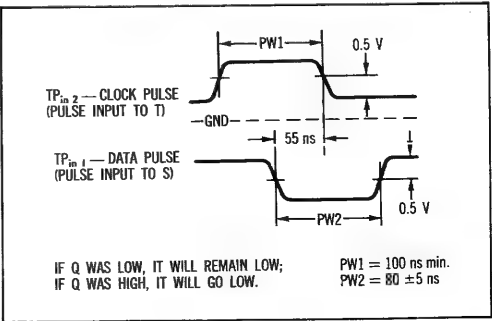 PW1
0.5 V
TPin 2 — CLOCK PULSE
(PULSE INPUT TO T)
GND
55 ns
TPin 1 — DATA PULSE
(PULSE INPUT TO S)
0.5 V
PW2
IF Q WAS LOW, IT WILL REMAIN LOW;
IF Q WAS HIGH, IT WILL GO LOW.
PW1 = 100 ns min.
PW2 = 80 ±5 ns